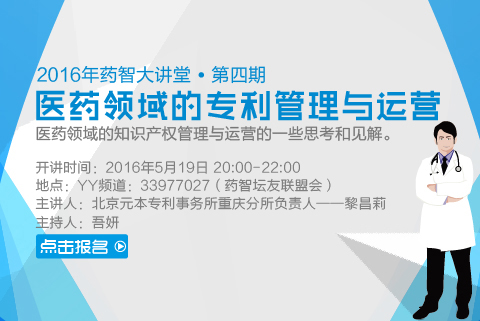 2016年药智大讲堂 • 第四期
医药领域的专利管理与运营
医药领域的知识产权管理与运营的一些思考和见解。
开讲时间：2016年5月19日 20:00-22:00
地点：YY频道：33977027（药智坛友联盟会）
主讲人：北京元本专利事务所重庆分所负责人——黎昌莉
主持人：吾妍
点击报名